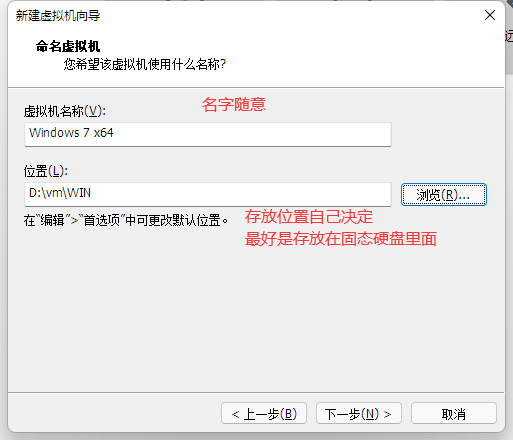 新建虚拟机向导
远
命名虚拟机
您希望该虚拟机使用什么名称?
虚拟机名称(V):
名字随意
Windows 7 x64
位置(L):
D:\vm\WIN
浏览(R)...
在“编辑”>“首选项”中可更改默认位置。
存放位置自己决定
最好是存放在固态硬盘里面
< 上一步(B)
下一步(N) >
取消